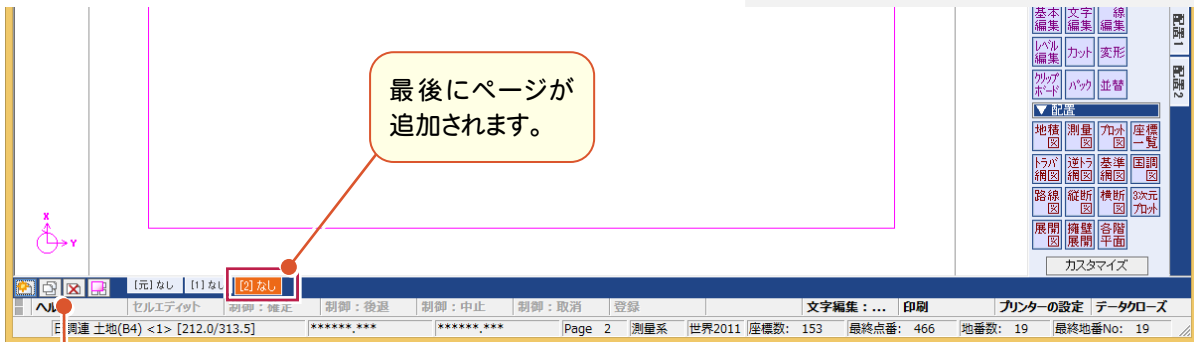 基本編集 文字編集 線編集
レベル編集 カット 変形
クリップボード パック 並替
▼ 配置
地積図 測量図 プロット図 座標一覧
トラバ網図 逆トラ網図 基準網図 国調図
路線図 縦断図 横断図 3次元プロット
展開図 擁壁展開 各階平面
カスタマイズ
配置1
配置2
最後にページが
追加されます。
X
Y
[元] なし [1] なし [2] なし
セルエディット 制御：確定 制御：後退 制御：中止 制御：取消 登録 文字編集：... 印刷 プリンターの設定 データクローズ
日調連 土地(B4) <1> [212.0/313.5] ******.*** ******.*** Page 2 測量系 世界2011 座標数: 153 最終点番: 466 地番数: 19 最終地番No: 19